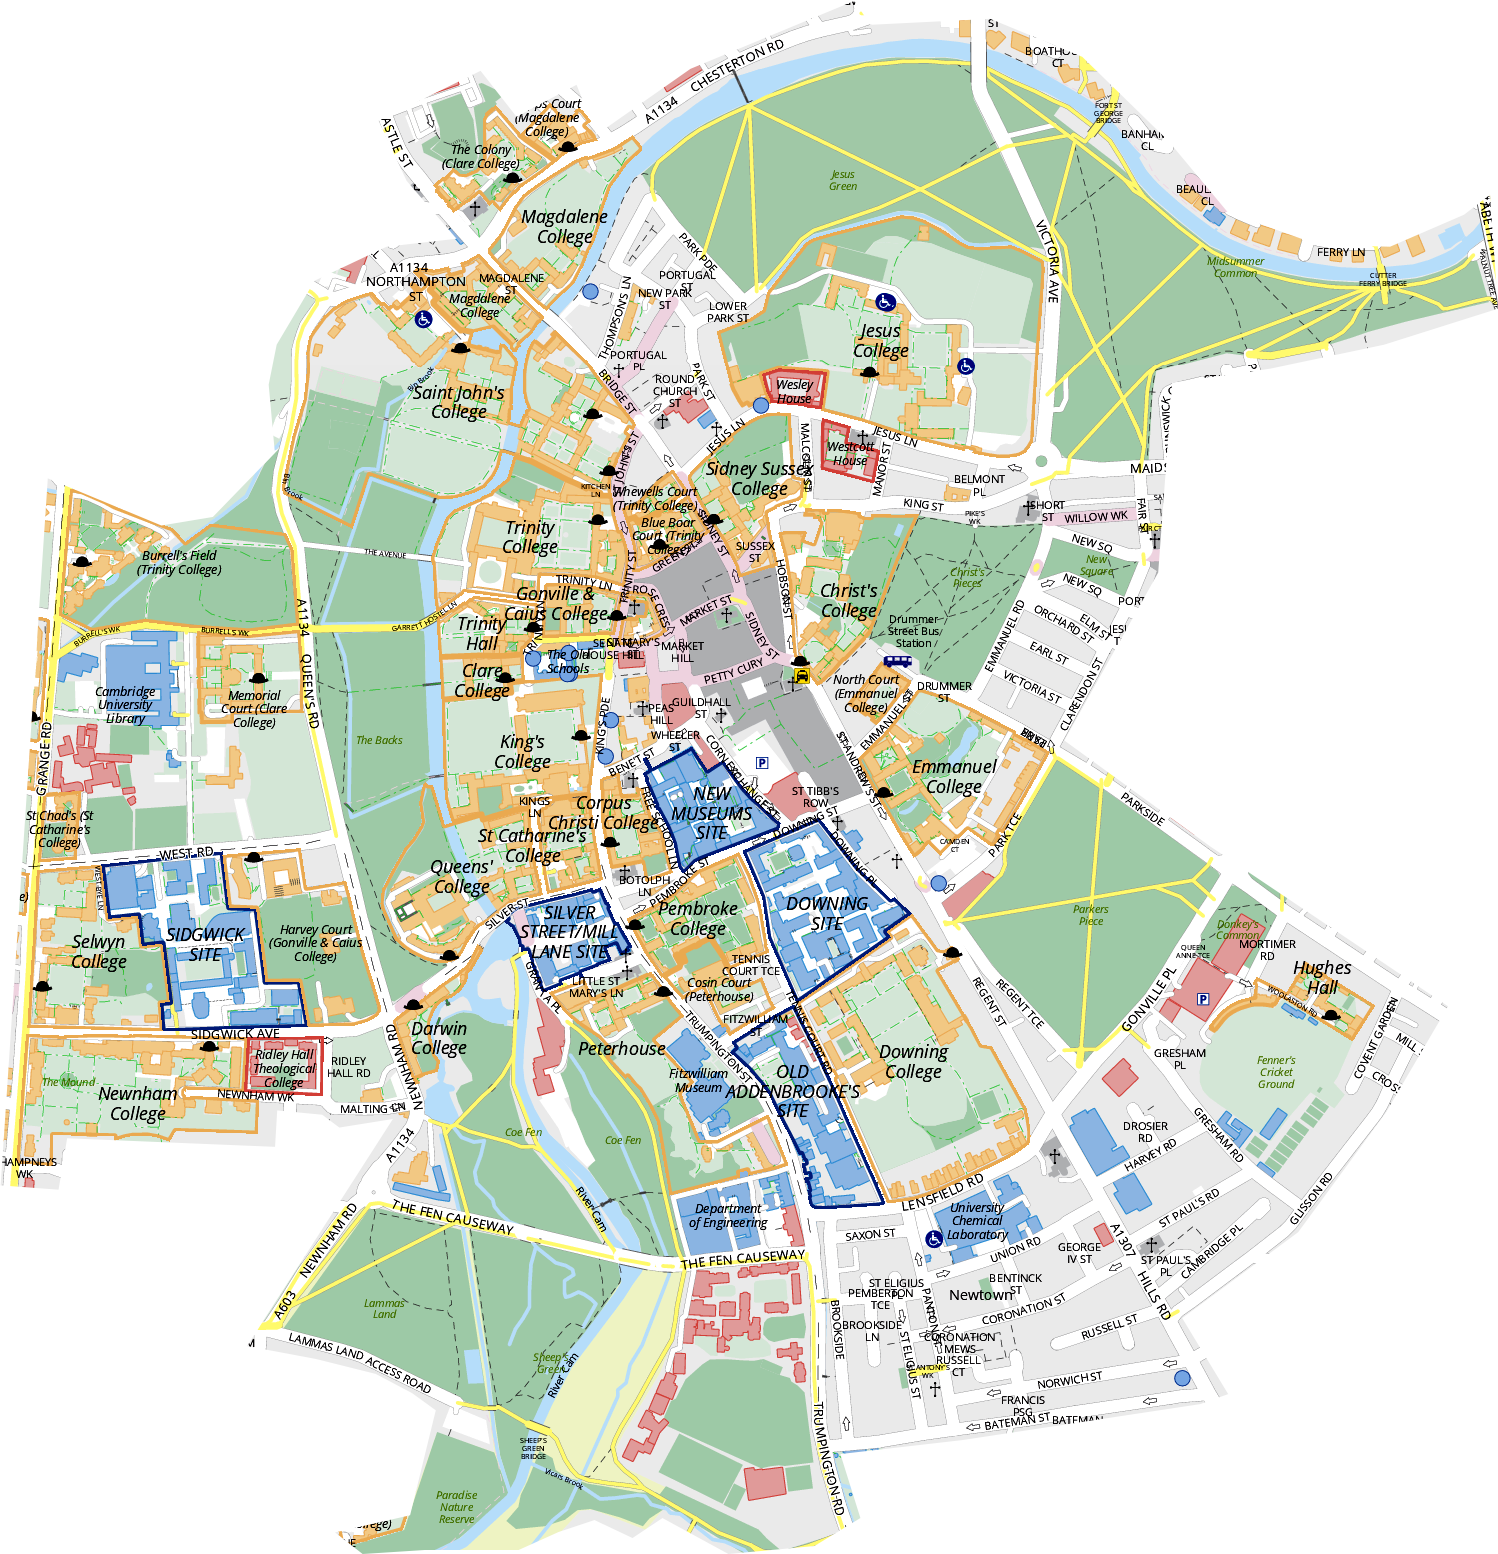 ST
BOATHOU
CT
CHESTERTON RD
A1134
FORT ST
GEORGE
BRIDGE
BANHAM
CL
ps Court
(Magdalene
College)
ASTLE ST
The Colony
(Clare College)
Jesus
Green
BEAUL
CL
Magdalene
College
VICTORIA AVE
FERRY LN
Midsummer
Common
CUTTER
FERRY BRIDGE
WALNUT TREE AVE
PARK PDE
A1134
NORTHAMPTON
ST
MAGDALENE
ST
Magdalene
College
THOMPSON'S LN
PORTUGAL
ST
NEW PARK
ST
LOWER
PARK ST
Jesus
College
PORTUGAL
PL
BRIDGE ST
ROUND
CHURCH
ST
PARK ST
Wesley
House
Bin Brook
Saint John's
College
JESUS LN
MALCOLM ST
JESUS LN
Westcott
House
MANOR ST
ST JOHN'S ST
Sidney Sussex
College
MAIDS
BELMONT
PL
Bin Brook
KITCHEN
LN
Whewells Court
(Trinity College)
KING ST
PIKE'S
WK
SHORT
ST
WILLOW WK
FAIR S
Trinity
College
Blue Boar
Court (Trinity
College)
SIDNEY ST
SUSSEX
ST
GREEN ST
NEW SQ
New
Square
Burrell's Field
(Trinity College)
THE AVENUE
TRINITY ST
TRINITY LN
ROSE CRES
HOBSON ST
Christ's
Pieces
NEW SQ
Gonville &
Caius College
MARKET ST
Christ's
College
PORT
ORCHARD ST
ELM ST
GARRETT HOSTEL LN
Trinity
Hall
SIDNEY ST
Drummer
Street Bus
Station
EMMANUEL RD
EARL ST
BURRELL'S WK
BURRELL'S WK
A1134
SENATE
HOUSE HILL
ST MARY'S
MARKET
HILL
The Old
Schools
PETTY CURY
VICTORIA ST
CLARENDON ST
Clare
College
North Court
(Emmanuel
College)
DRUMMER
ST
Cambridge
University
Library
Memorial
Court (Clare
College)
QUEEN'S RD
GUILDHALL
ST
PEAS
HILL
EMMANUEL ST
WHEELER
ST
KING'S PDE
The Backs
King's
College
BENET ST
CORN EXCHANGE ST
ST ANDREW'S ST
Emmanuel
College
GRANGE RD
NEW
MUSEUMS
SITE
ST TIBB'S
ROW
PARKSIDE
St Chad's (St
Catharine's
College)
KINGS
LN
Corpus
Christi College
FREE SCHOOL LN
DOWNING ST
St Catharine's
College
CAMDEN
CT
PARK TCE
DOWNING PL
WEST RD
Queens'
College
BOTOLPH
LN
PEMBROKE ST
WEST BYE LN
SILVER ST
SILVER
STREET/MILL
LANE SITE
Pembroke
College
DOWNING
SITE
Parkers
Piece
Selwyn
College
SIDGWICK
SITE
Harvey Court
(Gonville & Caius
College)
Donkey's
Common
QUEEN
ANNE TCE
MORTIMER
RD
TENNIS
COURT TCE
GRANTA PL
LITTLE ST
MARY'S LN
Cosin Court
(Peterhouse)
Hughes
Hall
WOOLASTON RD
REGENT ST
REGENT TCE
GONVILLE PL
COVENT GARDEN
SIDGWICK AVE
Darwin
College
TRUMPINGTON ST
FITZWILLIAM
ST
TENNIS COURT RD
Peterhouse
Downing
College
MILL
GRESHAM
PL
Ridley Hall
Theological
College
RIDLEY
HALL RD
NEWNHAM RD
The Mound
Newnham
College
NEWNHAM WK
Fitzwilliam
Museum
OLD
ADDENBROOKE'S
SITE
Fenner's
Cricket
Ground
MALTING LN
CROS
Coe Fen
Coe Fen
DROSIER
RD
GRESHAM RD
A1134
HARVEY RD
HAMPNEYS
WK
LENSFIELD RD
ST PAUL'S RD
GLISSON RD
NEWNHAM RD
THE FEN CAUSEWAY
River Cam
Department
of Engineering
University
Chemical
Laboratory
A1307
SAXON ST
UNION RD
GEORGE
IV ST
ST PAUL'S
PL
CAMBRIDGE PL
THE FEN CAUSEWAY
HILLS RD
A603
Lammas
Land
ST ELIGIUS
PL
BENTINCK
ST
PEMBERTON
TCE
Newtown
PANTON ST
CORONATION ST
BROOKSIDE
BROOKSIDE
LN
RUSSELL ST
LAMMAS LAND ACCESS ROAD
CORONATION
MEWS
RUSSELL
CT
ST ELIGIUS ST
Sheep's
Green
River Cam
ANTONY'S
WK
NORWICH ST
FRANCIS
PSG
TRUMPINGTON RD
BATEMAN ST
BATEMAN
SHEEP'S
GREEN
BRIDGE
Vicars Brook
Paradise
Nature
Reserve